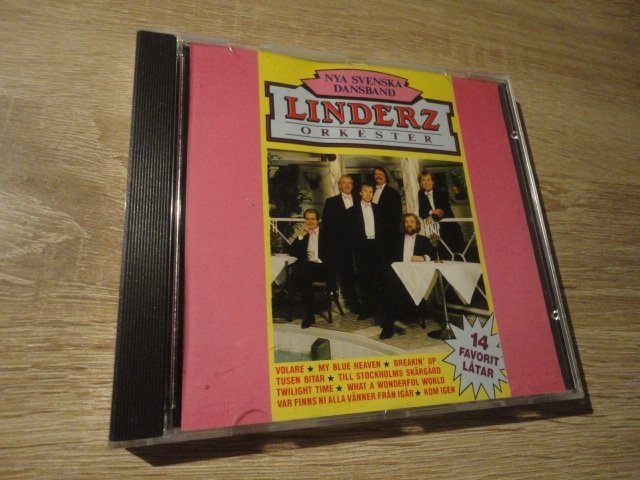 NYA SVENSKA
DANSBAND
LINDERZ
ORKESTER
VOLARE ★ MY BLUE HEAVEN ★ BREAKIN' UP
TUSEN BITAR ★ TILL STOCKHOLMS SKÄRGÅRD
TWILIGHT TIME ★ WHAT A WONDERFUL WORLD
VAR FINNS NI ALLA VÄNNER FRÅN IGÅR ★ KOM IGEN
14
FAVORIT
LÅTAR